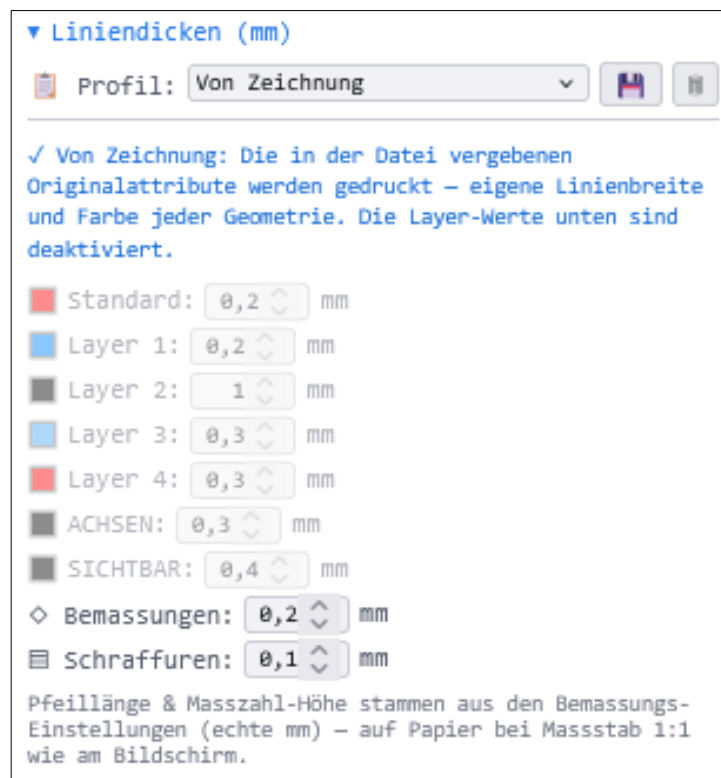 ▼ Liniendicken (mm)
📋 Profil: Von Zeichnung
✓ Von Zeichnung: Die in der Datei vergebenen
Originalattribute werden gedruckt — eigene Linienbreite
und Farbe jeder Geometrie. Die Layer-Werte unten sind
deaktiviert.
Standard: 0,2 mm
Layer 1: 0,2 mm
Layer 2: 1 mm
Layer 3: 0,3 mm
Layer 4: 0,3 mm
ACHSEN: 0,3 mm
SICHTBAR: 0,4 mm
Bemassungen: 0,2 mm
Schraffuren: 0,1 mm
Pfeillänge & Masszahl-Höhe stammen aus den Bemassungs-
Einstellungen (echte mm) — auf Papier bei Massstab 1:1
wie am Bildschirm.